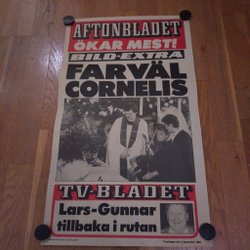 AFTONBLADET
ÖKAR MEST!
BILD-EXTRA
FARVÄL
CORNELIS
TV-BLADET
Lars-Gunnar
tillbaka i rutan